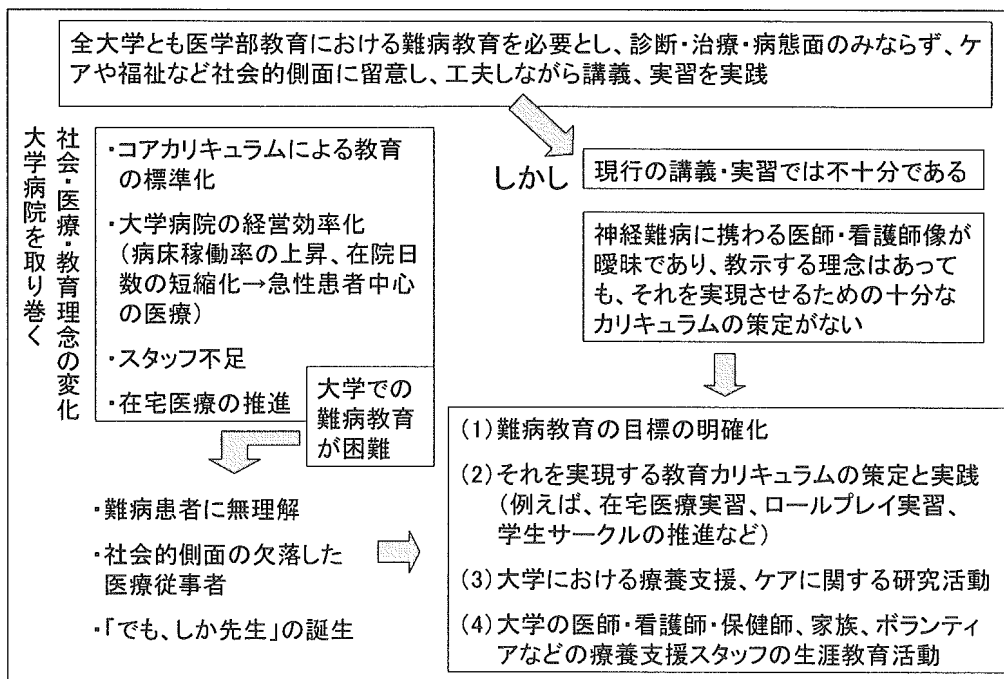 全大学とも医学部教育における難病教育を必要とし、診断・治療・病態面のみならず、ケ
アや福祉など社会的側面に留意し、工夫しながら講義、実習を実践
社会・医療・教育理念の変化
大学病院を取り巻く
・コアカリキュラムによる教育
の標準化
・大学病院の経営効率化
(病床稼働率の上昇、在院日
数の短縮化→急性患者中心
の医療)
・スタッフ不足
・在宅医療の推進
大学での
難病教育
が困難
・難病患者に無理解
・社会的側面の欠落した
医療従事者
・「でも、しか先生」の誕生
しかし
現行の講義・実習では不十分である
神経難病に携わる医師・看護師像が
曖昧であり、教示する理念はあって
も、それを実現させるための十分な
カリキュラムの策定がない
(1)難病教育の目標の明確化
(2)それを実現する教育カリキュラムの策定と実践
(例えば、在宅医療実習、ロールプレイ実習、
学生サークルの推進など)
(3)大学における療養支援、ケアに関する研究活動
(4)大学の医師・看護師・保健師、家族、ボランティ
アなどの療養支援スタッフの生涯教育活動